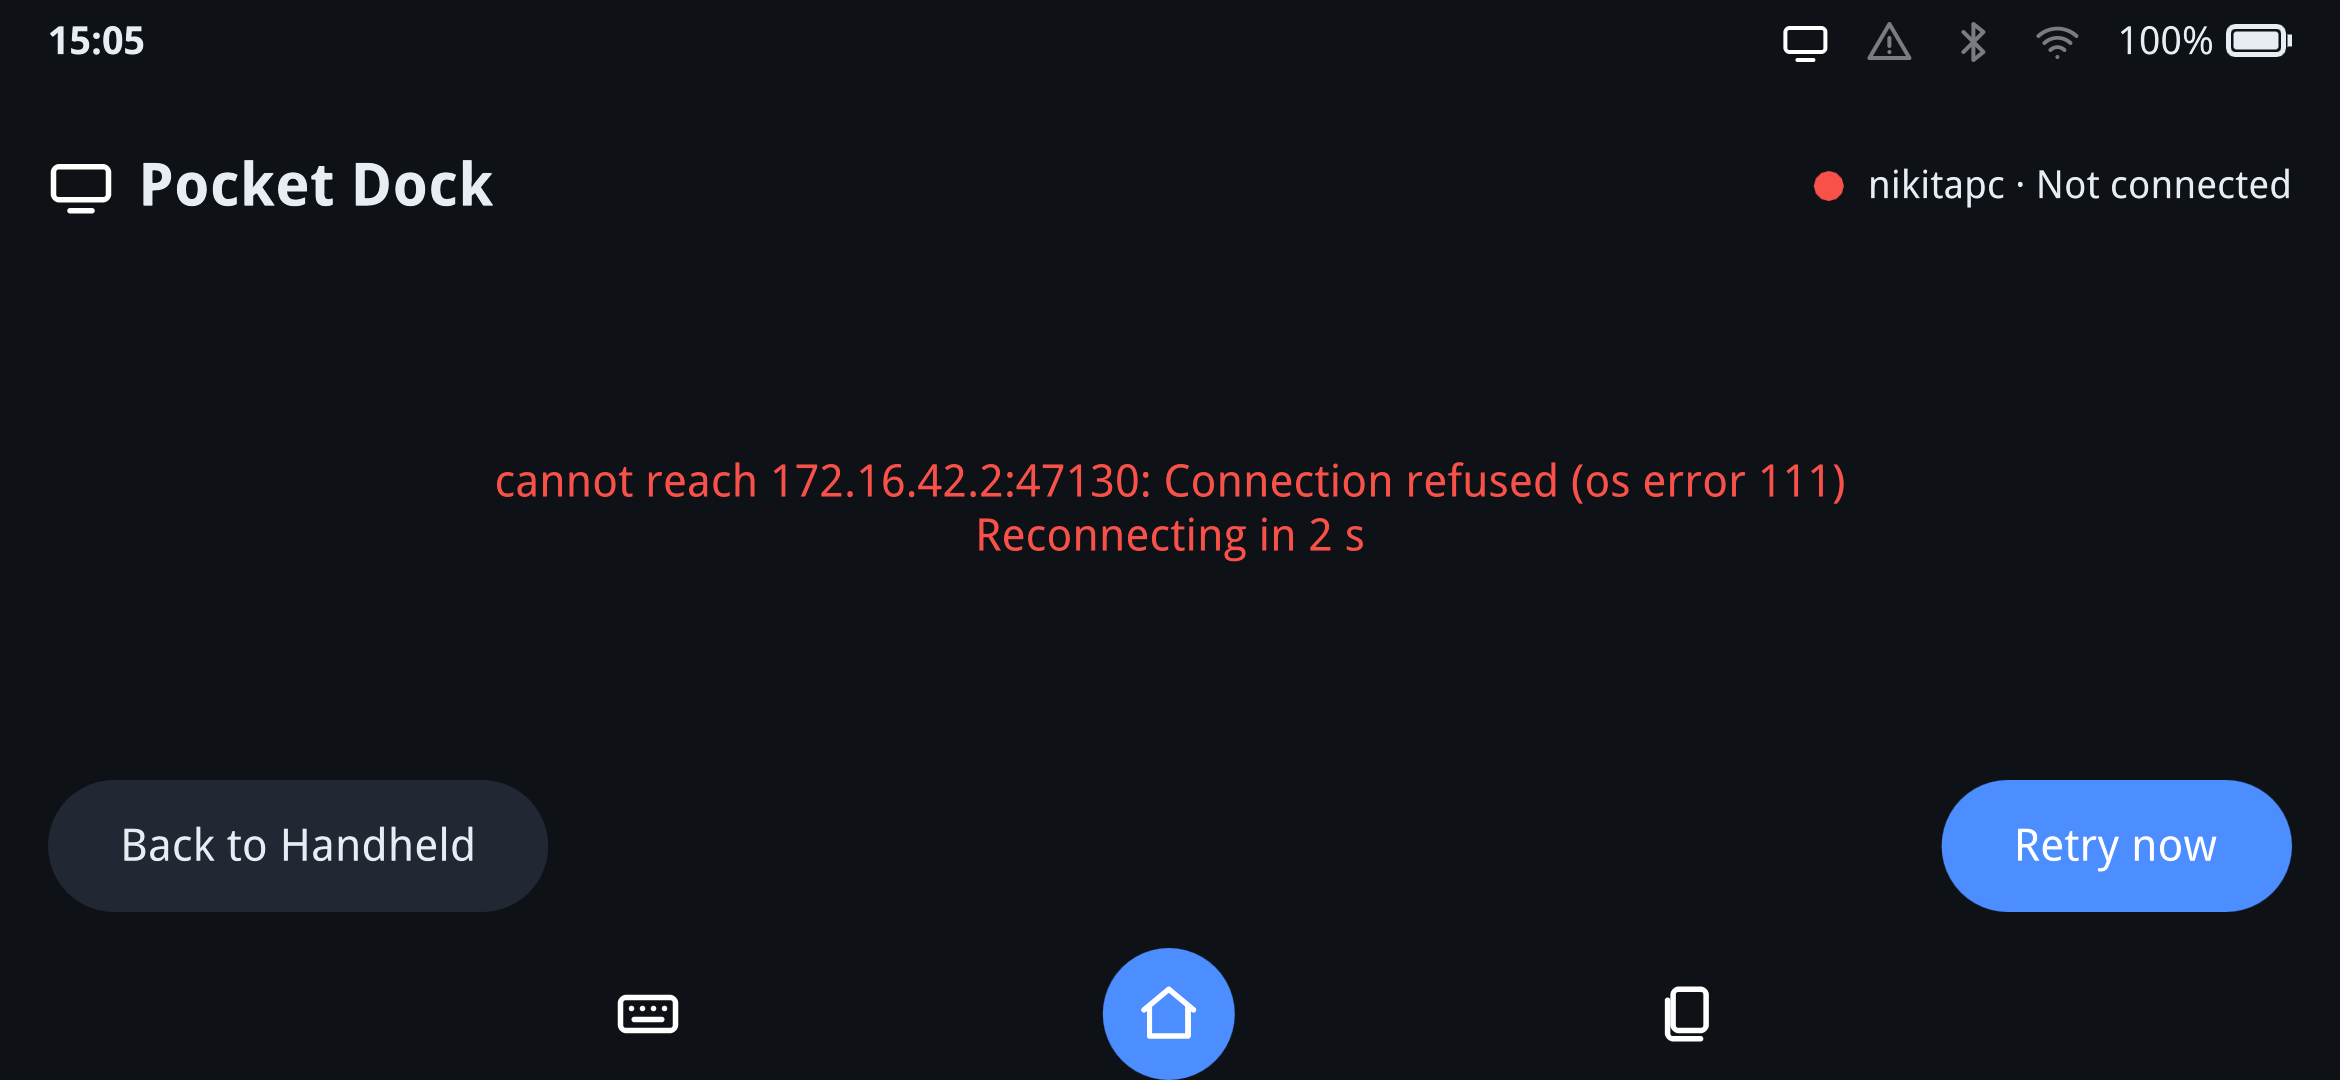 15:05
100%
Pocket Dock
nikitapc · Not connected
cannot reach 172.16.42.2:47130: Connection refused (os error 111)
Reconnecting in 2 s
Back to Handheld
Retry now